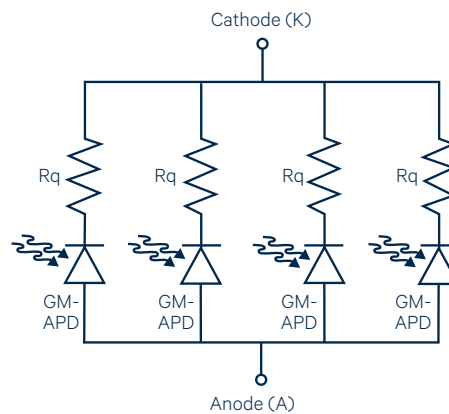 Cathode (K)
Rq
Rq
Rq
Rq
GM-
APD
GM-
APD
GM-
APD
GM-
APD
Anode (A)